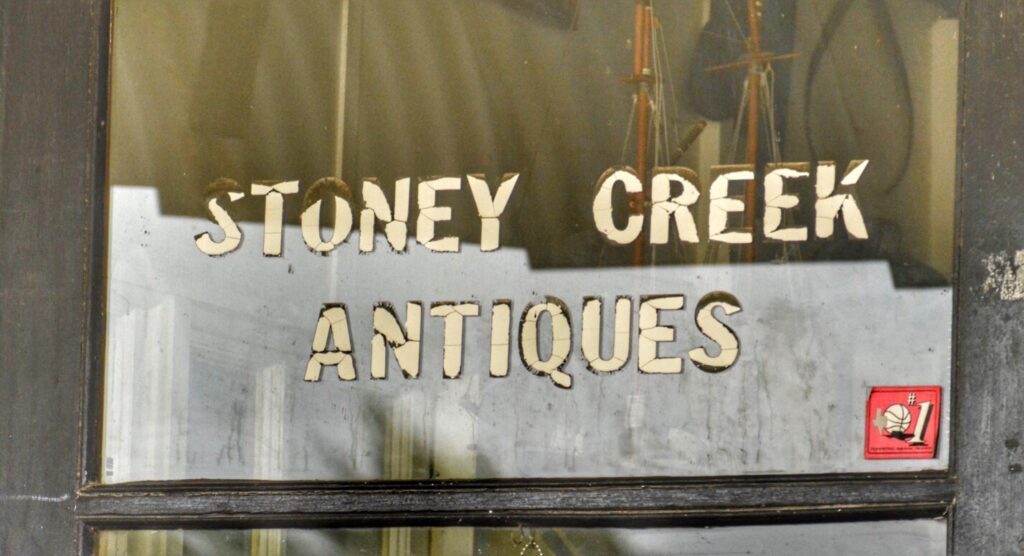 STONEY CREEK
ANTIQUES
#1